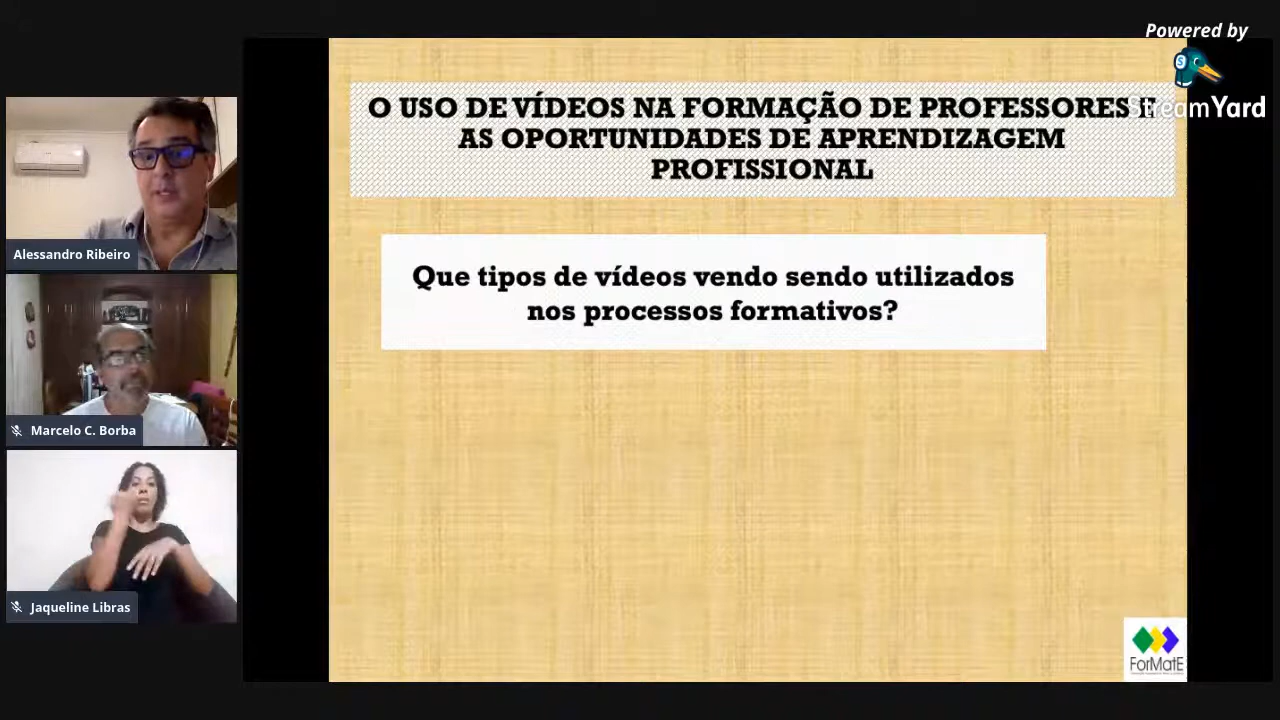 Powered by
StreamYard
O USO DE VÍDEOS NA FORMAÇÃO DE PROFESSORES E
AS OPORTUNIDADES DE APRENDIZAGEM
PROFISSIONAL
Que tipos de vídeos vendo sendo utilizados
nos processos formativos?
Alessandro Ribeiro
Marcelo C. Borba
Jaqueline Libras
ForMatE